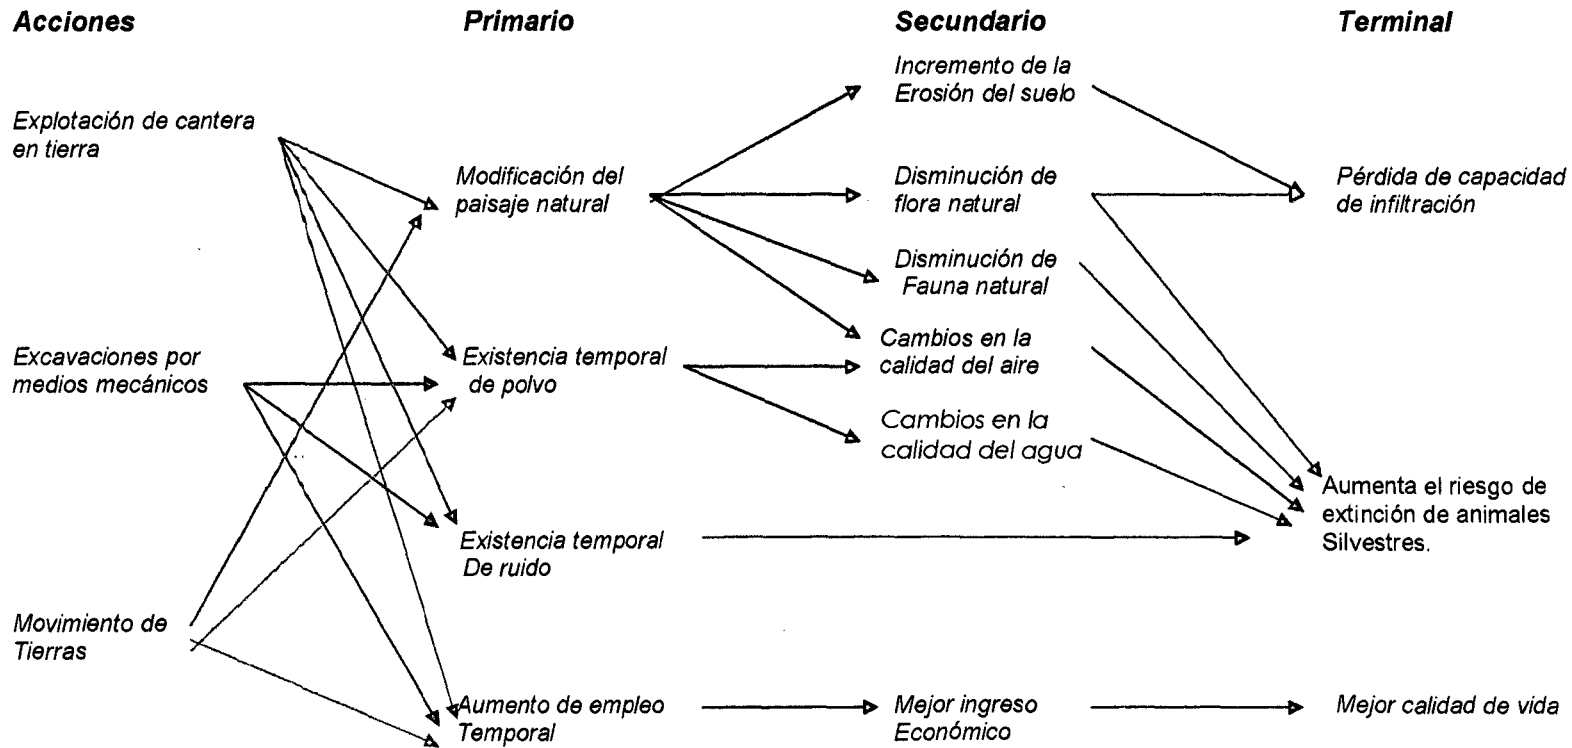 Acciones
Primario
Secundario
Terminal
Explotación de cantera
en tierra
Excavaciones por
medios mecánicos
Movimiento de
Tierras
Modificación del
paisaje natural
Existencia temporal
de polvo
Existencia temporal
De ruido
Aumento de empleo
Temporal
Incremento de la
Erosión del suelo
Disminución de
flora natural
Disminución de
Fauna natural
Cambios en la
calidad del aire
Cambios en la
calidad del agua
Mejor ingreso
Económico
Pérdida de capacidad
de infiltración
Aumenta el riesgo de
extinción de animales
Silvestres.
Mejor calidad de vida